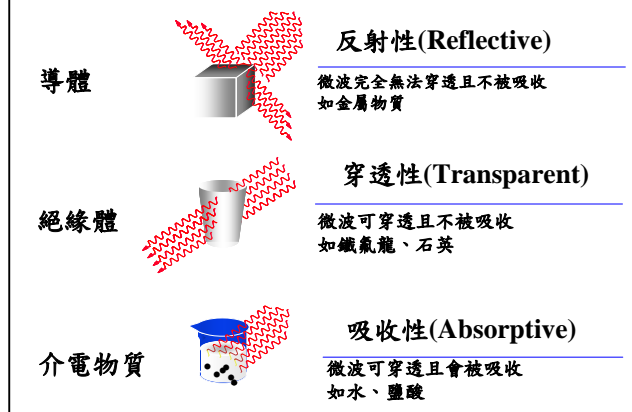 反射性(Reflective)
導體
微波完全無法穿透且不被吸收
如金屬物質
穿透性(Transparent)
絕緣體
微波可穿透且不被吸收
如鐵氟龍、石英
吸收性(Absorptive)
介電物質
微波可穿透且會被吸收
如水、鹽酸